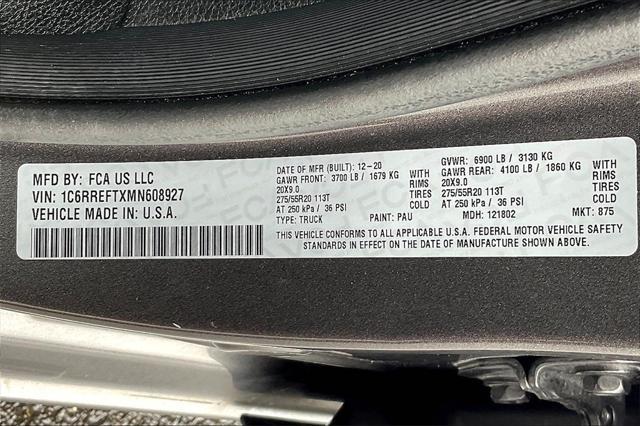 MFD BY: FCA US LLC
VIN: 1C6RREFTXMN608927
VEHICLE MADE IN U.S.A.
DATE OF MFR (BUILT): 12-20 GVWR: 6900 LB / 3130 KG
GAWR FRONT: 3700 LB / 1679 KG WITH GAWR REAR: 4100 LB / 1860 KG WITH
20X9.0 RIMS 20X9.0 RIMS
275/55R20 113T TIRES 275/55R20 113T TIRES
AT 250 kPa / 36 PSI COLD AT 250 kPa / 36 PSI COLD
TYPE: TRUCK PAINT: PAU MDH: 121802 MKT: 875
THIS VEHICLE CONFORMS TO ALL APPLICABLE U.S.A. FEDERAL MOTOR VEHICLE SAFETY
STANDARDS IN EFFECT ON THE DATE OF MANUFACTURE SHOWN ABOVE.